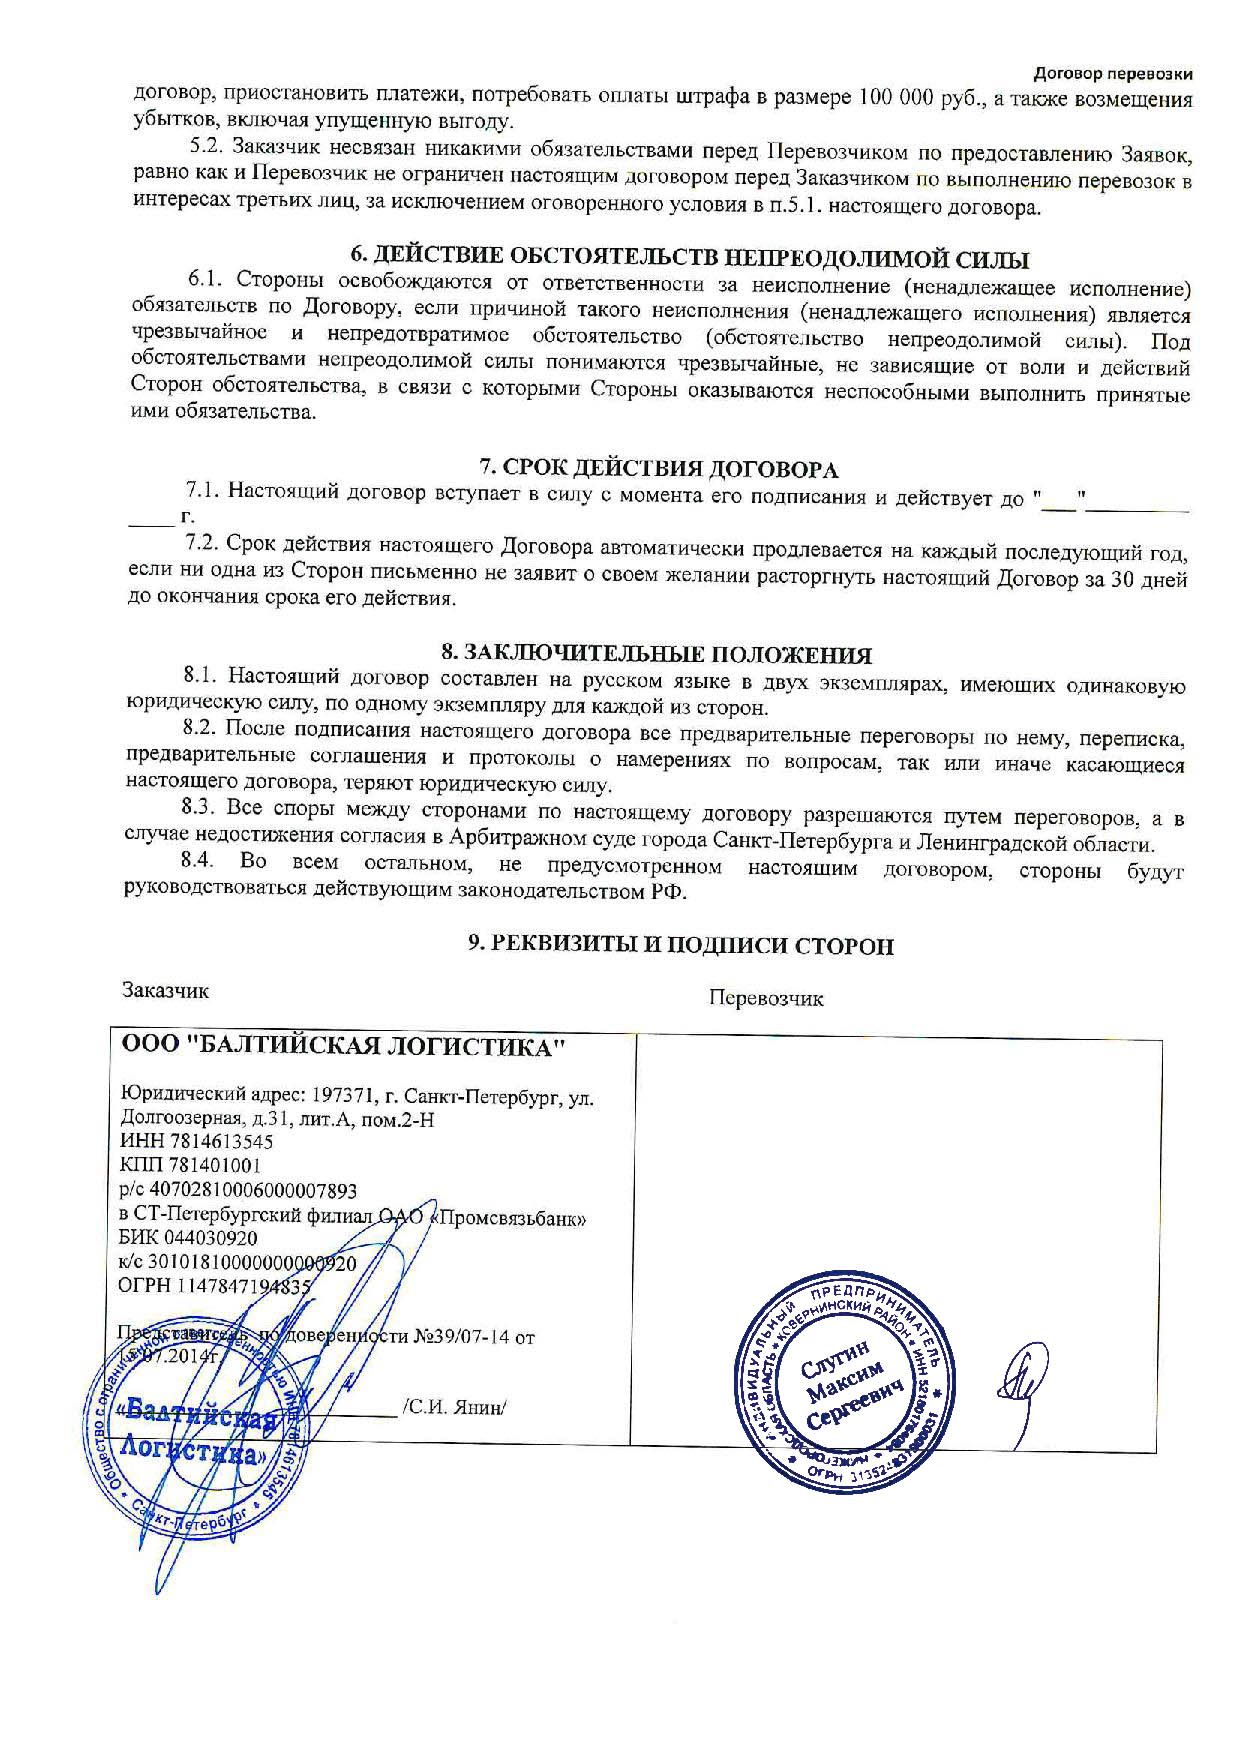 Договор перевозки
договор, приостановить платежи, потребовать оплаты штрафа в размере 100 000 руб., а также возмещения
убытков, включая упущенную выгоду.
5.2. Заказчик несвязан никакими обязательствами перед Перевозчиком по предоставлению Заявок,
равно как и Перевозчик не ограничен настоящим договором перед Заказчиком по выполнению перевозок в
интересах третьих лиц, за исключением оговоренного условия в п.5.1. настоящего договора.
6. ДЕЙСТВИЕ ОБСТОЯТЕЛЬСТВ НЕПРЕОДОЛИМОЙ СИЛЫ
6.1. Стороны освобождаются от ответственности за неисполнение (ненадлежащее исполнение)
обязательств по Договору, если причиной такого неисполнения (ненадлежащего исполнения) является
чрезвычайное и непредотвратимое обстоятельство (обстоятельство непреодолимой силы). Под
обстоятельствами непреодолимой силы понимаются чрезвычайные, не зависящие от воли и действий
Сторон обстоятельства, в связи с которыми Стороны оказываются неспособными выполнить принятые
ими обязательства.
7. СРОК ДЕЙСТВИЯ ДОГОВОРА
7.1. Настоящий договор вступает в силу с момента его подписания и действует до "___"_________
____ г.
7.2. Срок действия настоящего Договора автоматически продлевается на каждый последующий год,
если ни одна из Сторон письменно не заявит о своем желании расторгнуть настоящий Договор за 30 дней
до окончания срока его действия.
8. ЗАКЛЮЧИТЕЛЬНЫЕ ПОЛОЖЕНИЯ
8.1. Настоящий договор составлен на русском языке в двух экземплярах, имеющих одинаковую
юридическую силу, по одному экземпляру для каждой из сторон.
8.2. После подписания настоящего договора все предварительные переговоры по нему, переписка,
предварительные соглашения и протоколы о намерениях по вопросам, так или иначе касающиеся
настоящего договора, теряют юридическую силу.
8.3. Все споры между сторонами по настоящему договору разрешаются путем переговоров, а в
случае недостижения согласия в Арбитражном суде города Санкт-Петербурга и Ленинградской области.
8.4. Во всем остальном, не предусмотренном настоящим договором, стороны будут
руководствоваться действующим законодательством РФ.
9. РЕКВИЗИТЫ И ПОДПИСИ СТОРОН
Заказчик
Перевозчик
ООО "БАЛТИЙСКАЯ ЛОГИСТИКА"
Юридический адрес: 197371, г. Санкт-Петербург, ул.
Долгоозерная, д.31, лит.А, пом.2-Н
ИНН 7814613545
КПП 781401001
р/с 40702810006000007893
в СТ-Петербургский филиал ОАО «Промсвязьбанк»
БИК 044030920
к/с 30101810000000000920
ОГРН 1147847194835
Представитель по доверенности №39/07-14 от
07.2014г.
/С.И. Янин/
Общество с ограниченной ответственностью ИНН 7814613545
Санкт-Петербург
«Балтийская
Логистика»
ИНДИВИДУАЛЬНЫЙ ПРЕДПРИНИМАТЕЛЬ
НИЖЕГОРОДСКАЯ ОБЛАСТЬ * КОВЕРНИНСКИЙ РАЙОН * ИНН
ОГРН
Слугин
Максим
Сергеевич